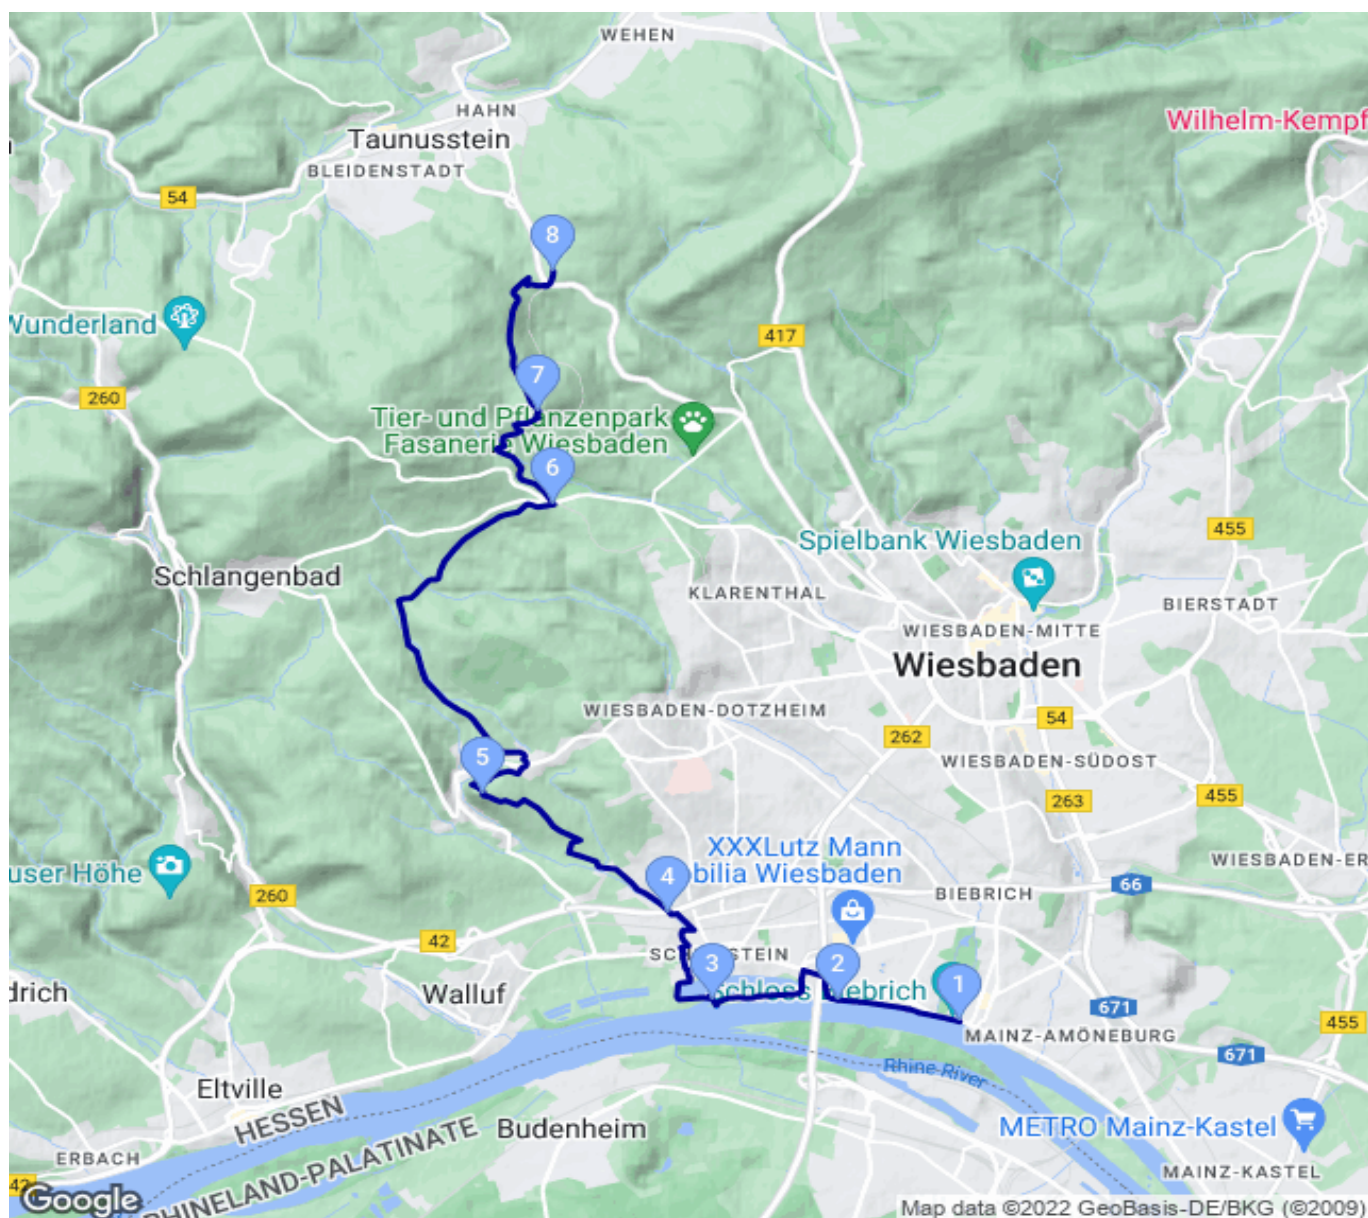 WEHEN
HAHN
Taunusstein
BLEIDENSTADT
Wilhelm-Kempf
54
8
Wunderland
417
260
7
Tier- und Pflanzenpark
Fasanerie Wiesbaden
6
455
Spielbank Wiesbaden
Schlangenbad
KLARENTHAL
BIERSTADT
WIESBADEN-MITTE
Wiesbaden
WIESBADEN-DOTZHEIM
54
262
WIESBADEN-SÜDOST
5
263
455
XXXLutz Mann
bilia Wiesbaden
WIESBADEN-ER
user Höhe
4
66
BIEBRICH
260
42
3
2
1
drich
Walluf
671
455
MAINZ-AMÖNEBURG
671
Rhine River
Eltville
HESSEN
Budenheim
METRO Mainz-Kastel
RHINELAND-PALATINATE
ERBACH
MAINZ-KASTEL
42
Google
Map data ©2022 GeoBasis-DE/BKG (©2009)